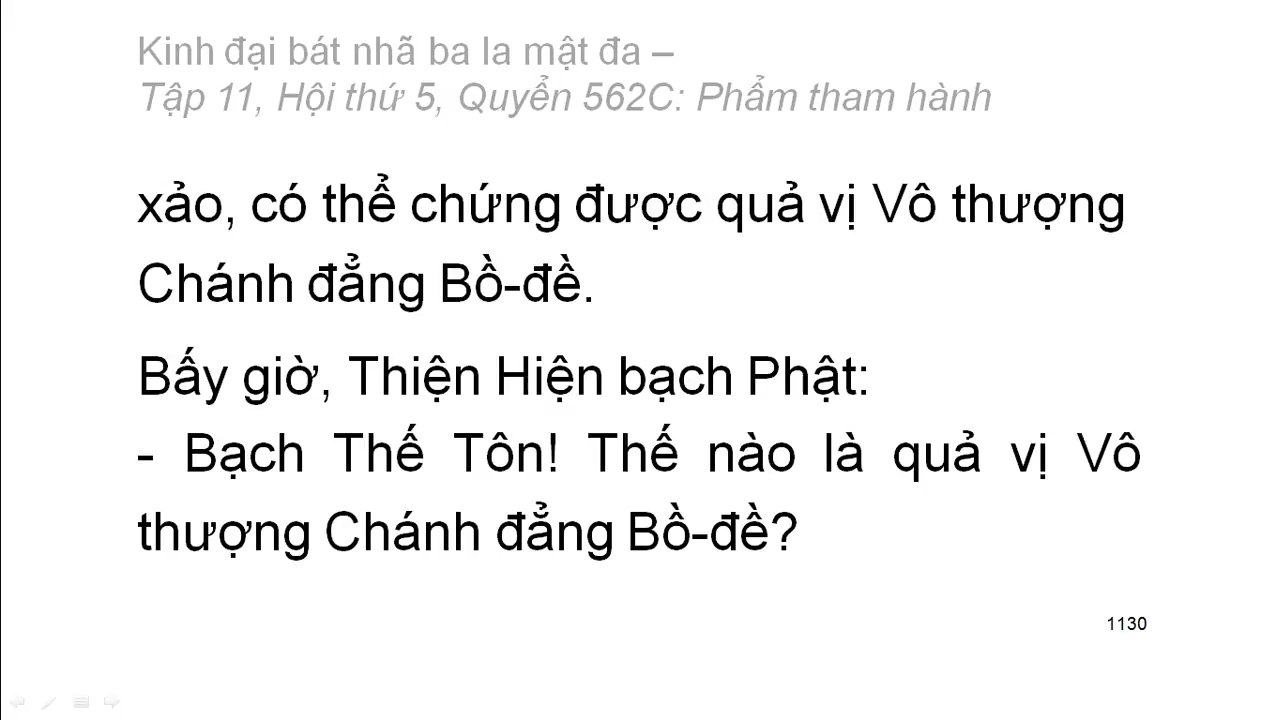 Kinh đại bát nhã ba la mật đa –
Tập 11, Hội thứ 5, Quyển 562C: Phẩm tham hành
xảo, có thể chứng được quả vị Vô thượng
Chánh đẳng Bồ-đề.
Bấy giờ, Thiện Hiện bạch Phật:
- Bạch Thế Tôn! Thế nào là quả vị Vô
thượng Chánh đẳng Bồ-đề?
1130